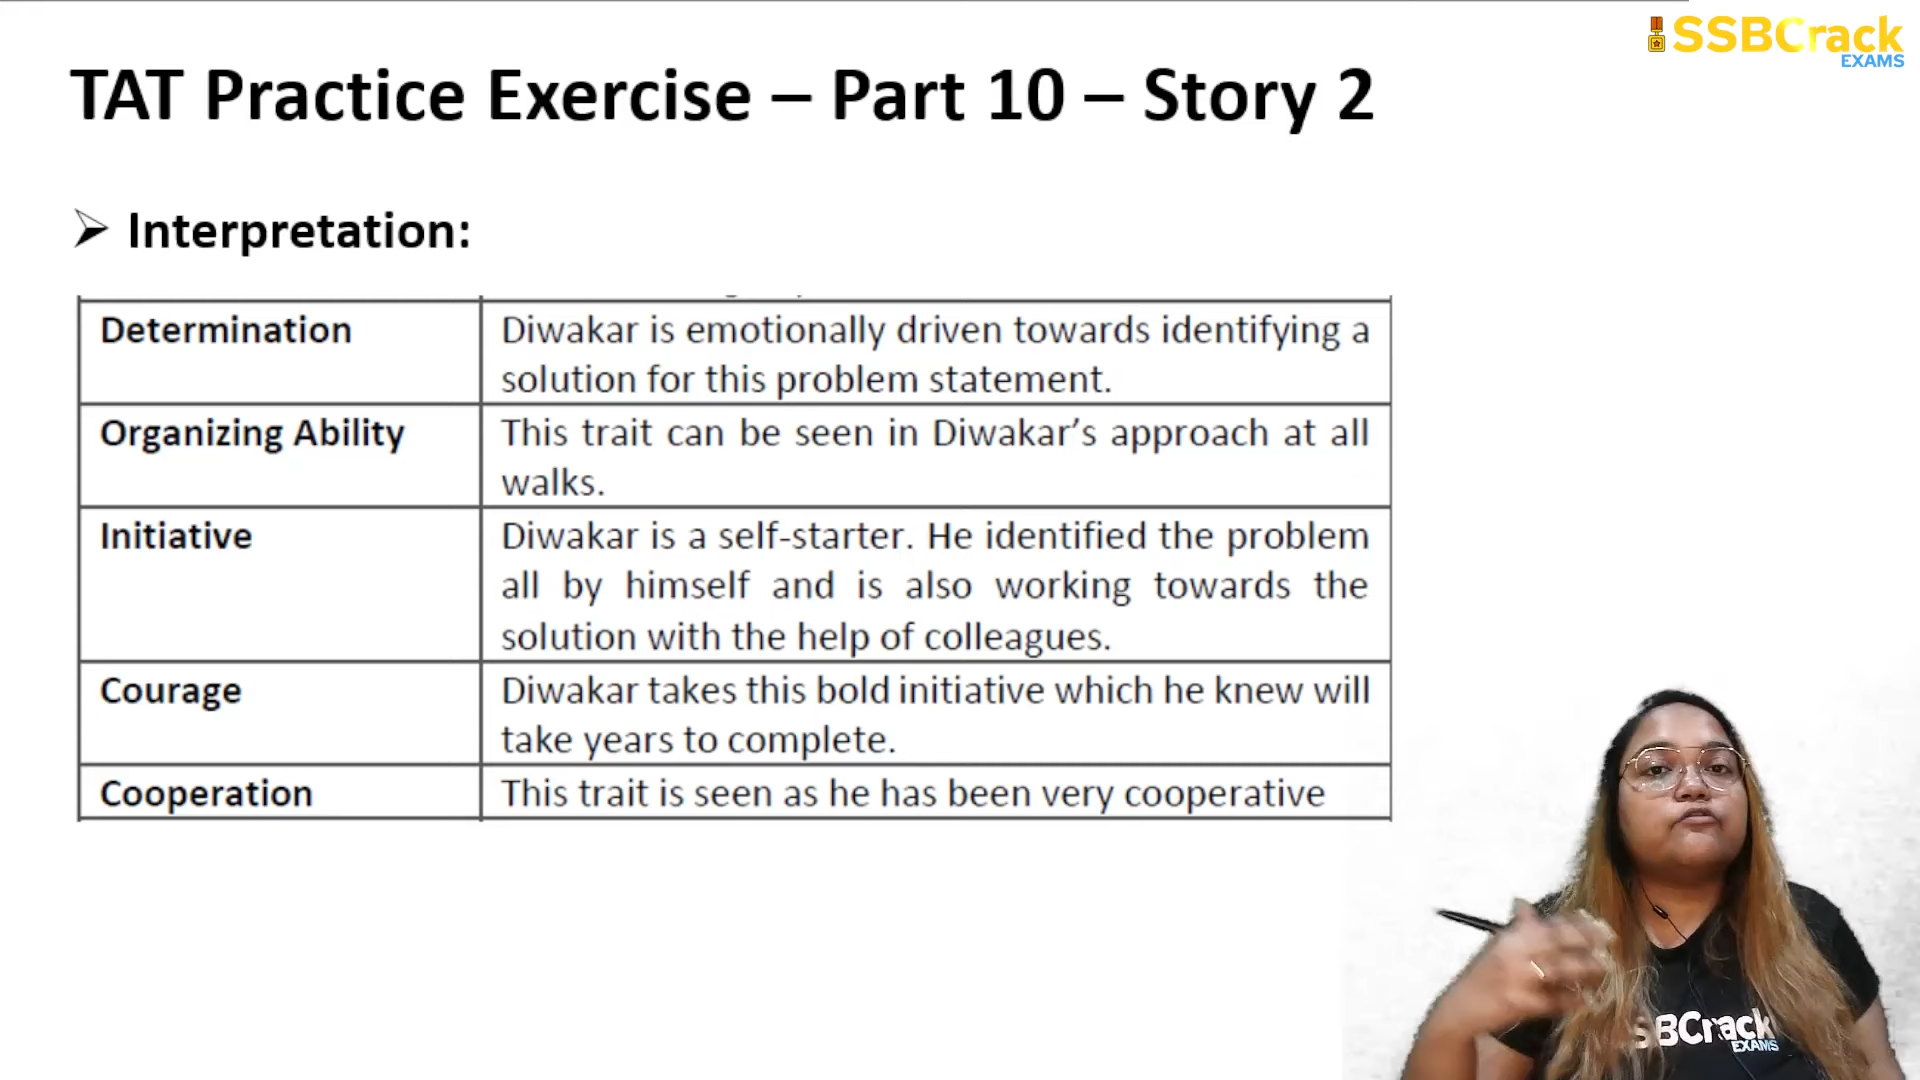 SSBCrack
EXAMS
TAT Practice Exercise – Part 10 – Story 2
Interpretation:
Determination
Diwakar is emotionally driven towards identifying a
solution for this problem statement.
Organizing Ability
This trait can be seen in Diwakar’s approach at all
walks.
Initiative
Diwakar is a self-starter. He identified the problem
all by himself and is also working towards the
solution with the help of colleagues.
Courage
Diwakar takes this bold initiative which he knew will
take years to complete.
Cooperation
This trait is seen as he has been very cooperative
SBCrack
EXAMS